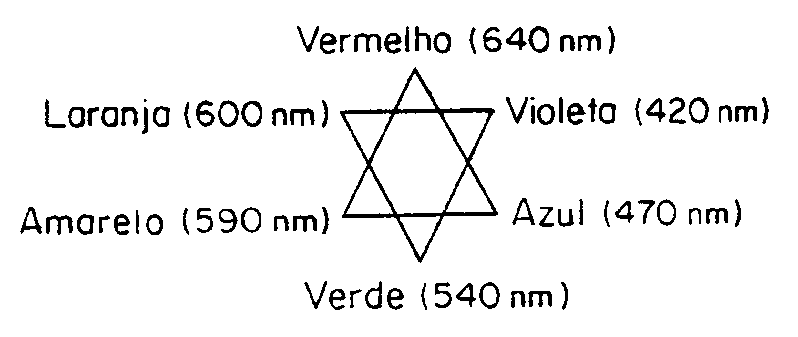 Vermelho (640 nm)
Laranja (600 nm) Violeta (420 nm)
Amarelo (590 nm) Azul (470 nm)
Verde (540 nm)